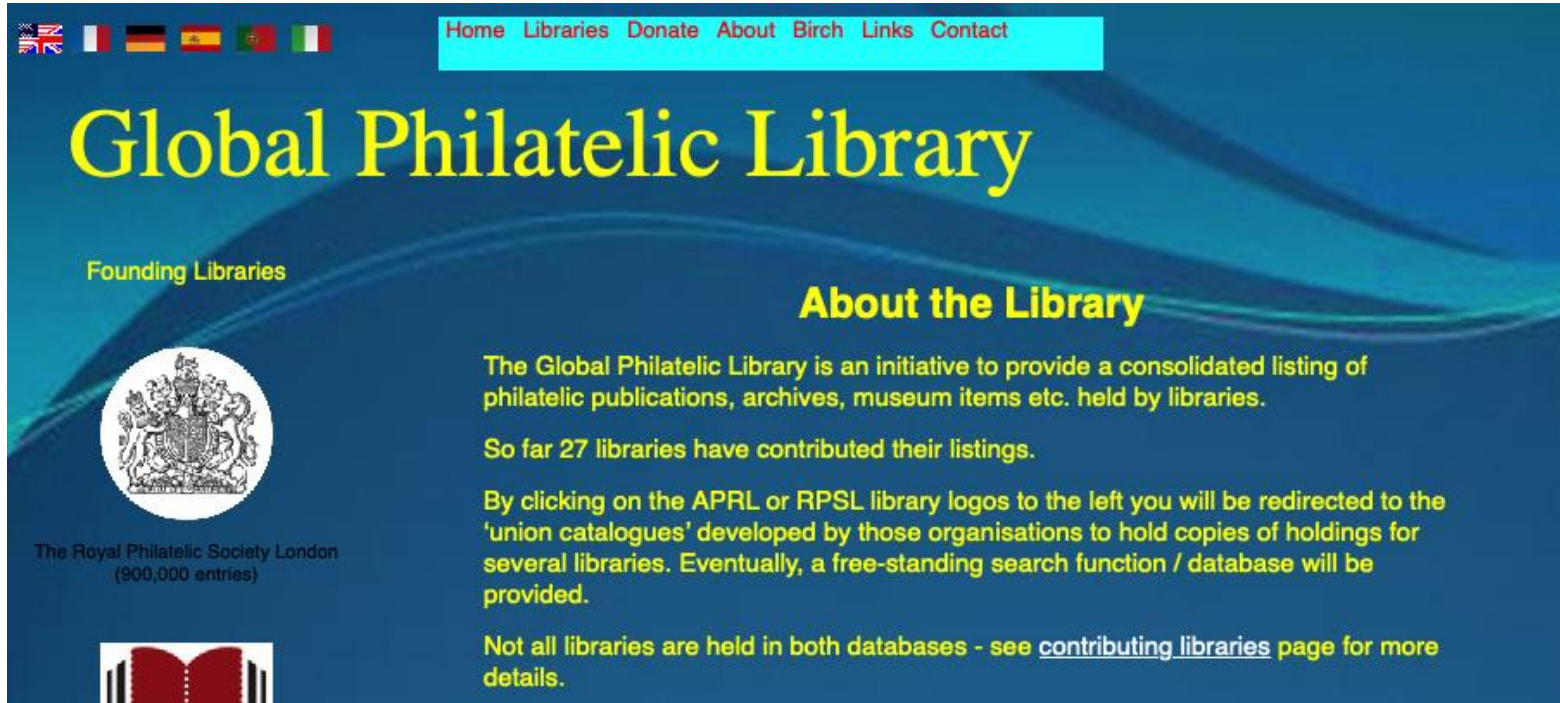 Home Libraries Donate About Birch Links Contact
Global Philatelic Library
Founding Libraries
The Royal Philatelic Society London
(900,000 entries)
About the Library
The Global Philatelic Library is an initiative to provide a consolidated listing of
philatelic publications, archives, museum items etc. held by libraries.
So far 27 libraries have contributed their listings.
By clicking on the APRL or RPSL library logos to the left you will be redirected to the
‘union catalogues’ developed by those organisations to hold copies of holdings for
several libraries. Eventually, a free-standing search function / database will be
provided.
Not all libraries are held in both databases - see contributing libraries page for more
details.